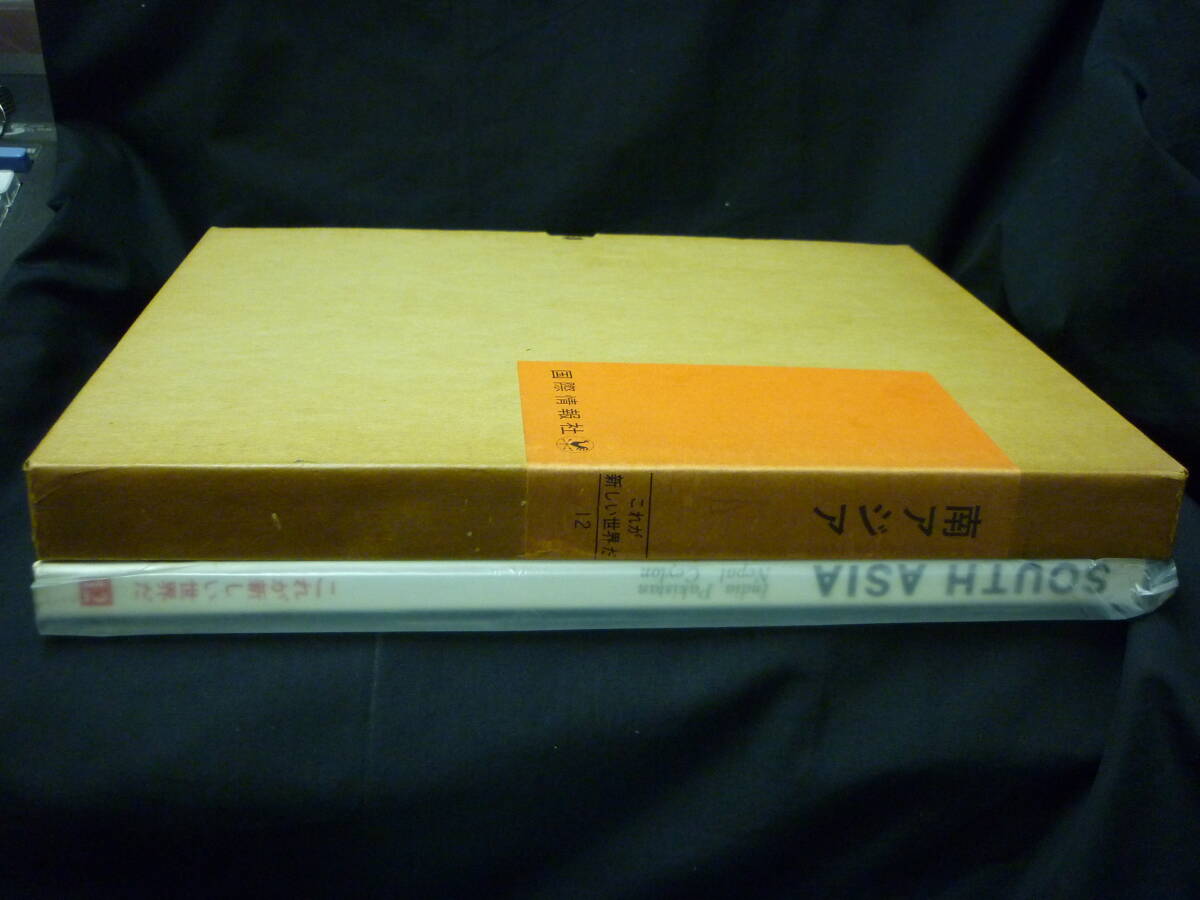 国際情報社
これが
新しい世界だ
12
南アジア
SOUTH ASIA
India Pakistan
Nepal Ceylon
これが新しい世界だ